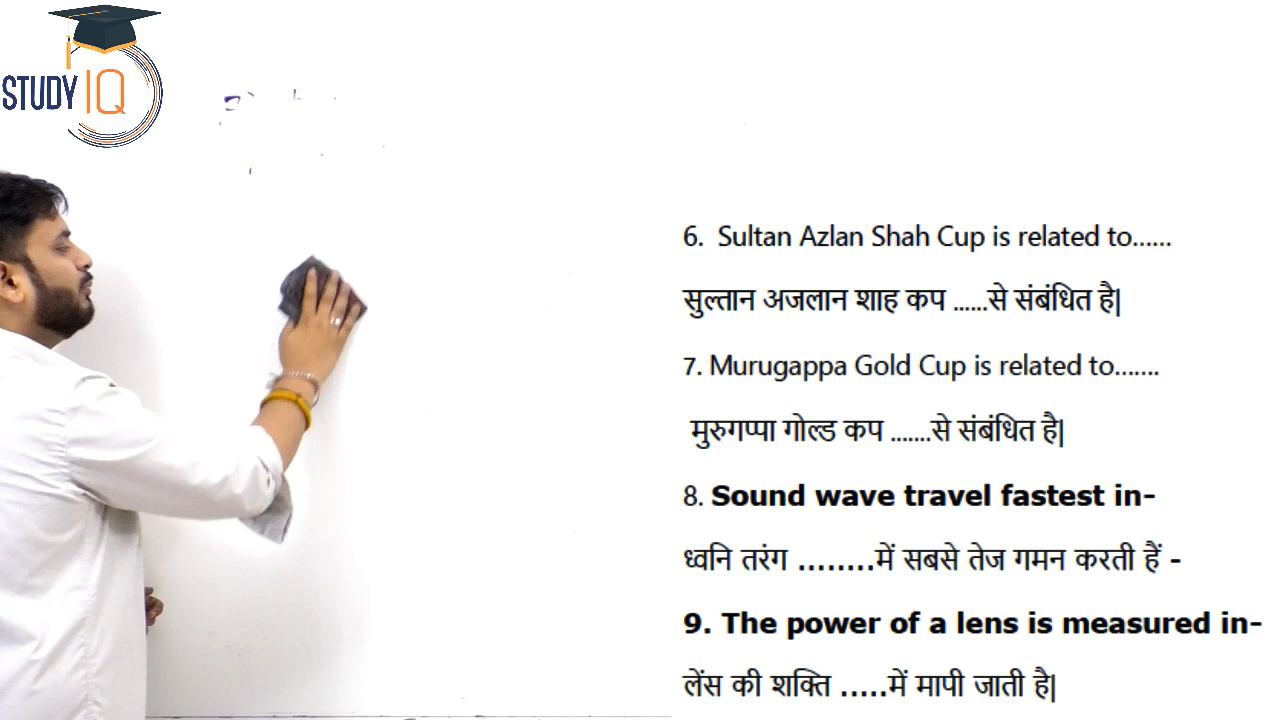 STUDY IQ
6. Sultan Azlan Shah Cup is related to......
सुल्तान अजलान शाह कप ......से संबंधित है|
7. Murugappa Gold Cup is related to.......
मुरुगप्पा गोल्ड कप .......से संबंधित है|
8. Sound wave travel fastest in-
ध्वनि तरंग ........में सबसे तेज गमन करती हैं -
9. The power of a lens is measured in-
लेंस की शक्ति .....में मापी जाती है|